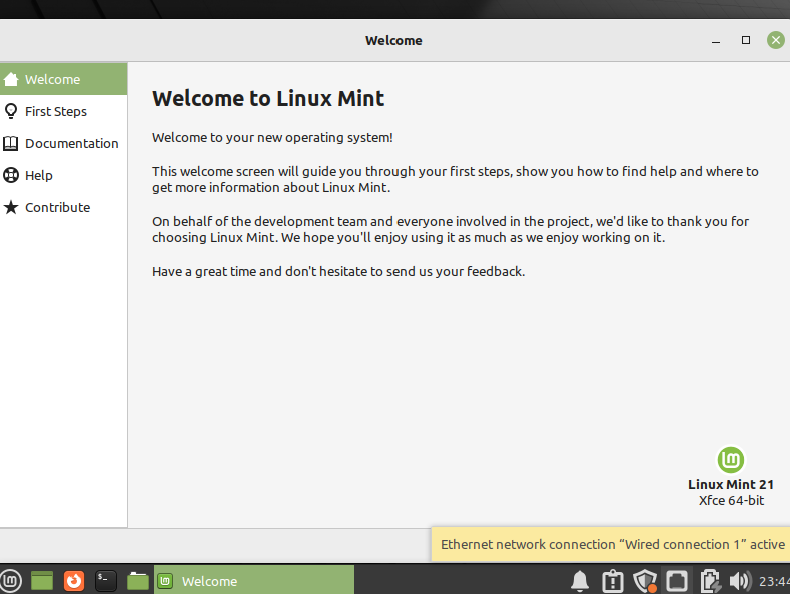 Welcome
Welcome
First Steps
Documentation
Help
Contribute
Welcome to Linux Mint
Welcome to your new operating system!
This welcome screen will guide you through your first steps, show you how to find help and where to
get more information about Linux Mint.
On behalf of the development team and everyone involved in the project, we'd like to thank you for
choosing Linux Mint. We hope you'll enjoy using it as much as we enjoy working on it.
Have a great time and don't hesitate to send us your feedback.
Linux Mint 21
Xfce 64-bit
Ethernet network connection “Wired connection 1” active
Welcome
23:44